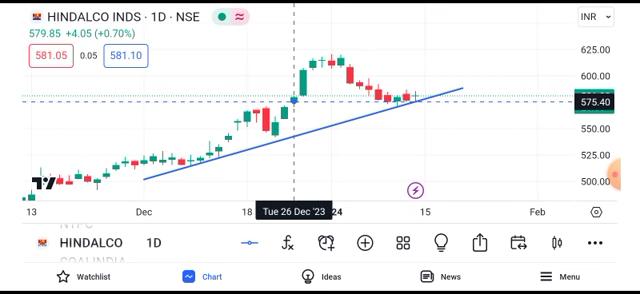 HINDALCO INDS · 1D · NSE
INR
579.85 +4.05 (+0.70%)
581.05
0.05
581.10
625.00
600.00
575.40
550.00
525.00
500.00
13
Dec
18
Tue 26 Dec '23
24
15
Feb
HINDALCO 1D
COALINDIA
Watchlist
Chart
Ideas
News
Menu